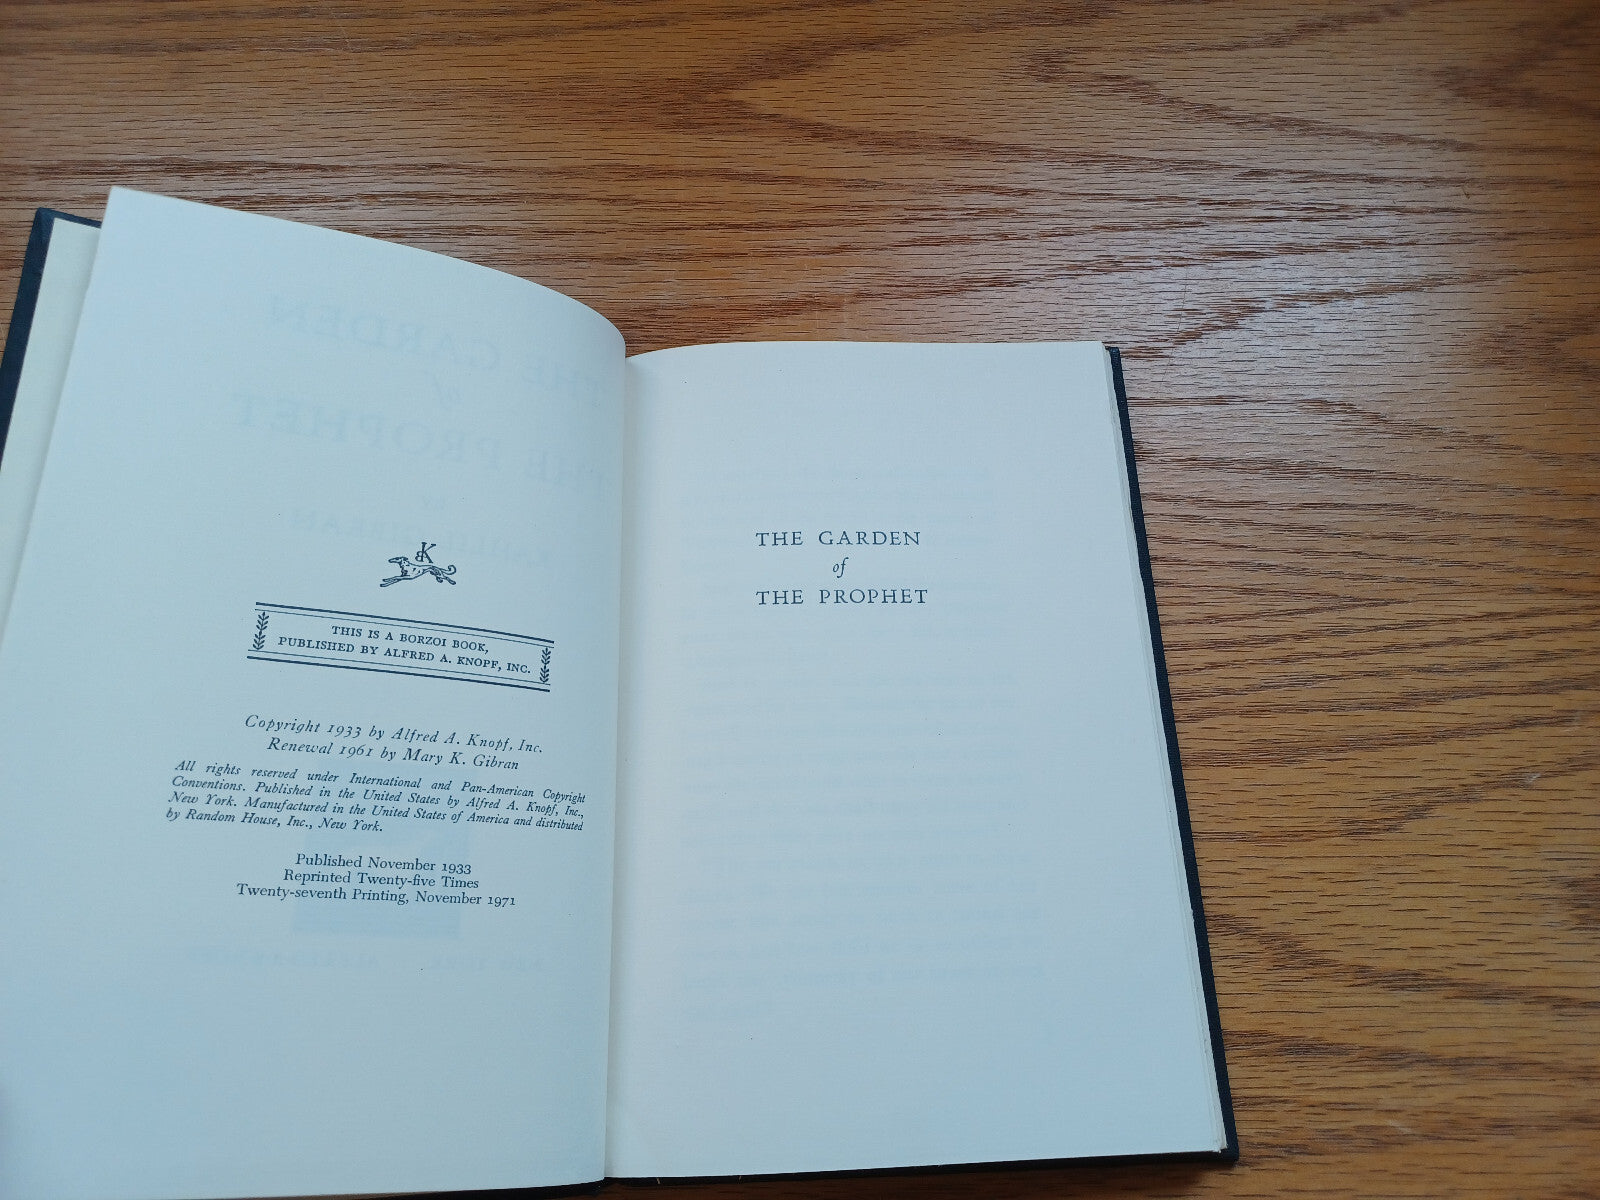 BK
THIS IS A BORZOI BOOK,
PUBLISHED BY ALFRED A. KNOPF, INC.
Copyright 1933 by Alfred A. Knopf, Inc.
Renewal 1961 by Mary K. Gibran
All rights reserved under International and Pan-American Copyright
Conventions. Published in the United States by Alfred A. Knopf, Inc.,
New York. Manufactured in the United States of America and distributed
by Random House, Inc., New York.
Published November 1933
Reprinted Twenty-five Times
Twenty-seventh Printing, November 1971
THE GARDEN
of
THE PROPHET